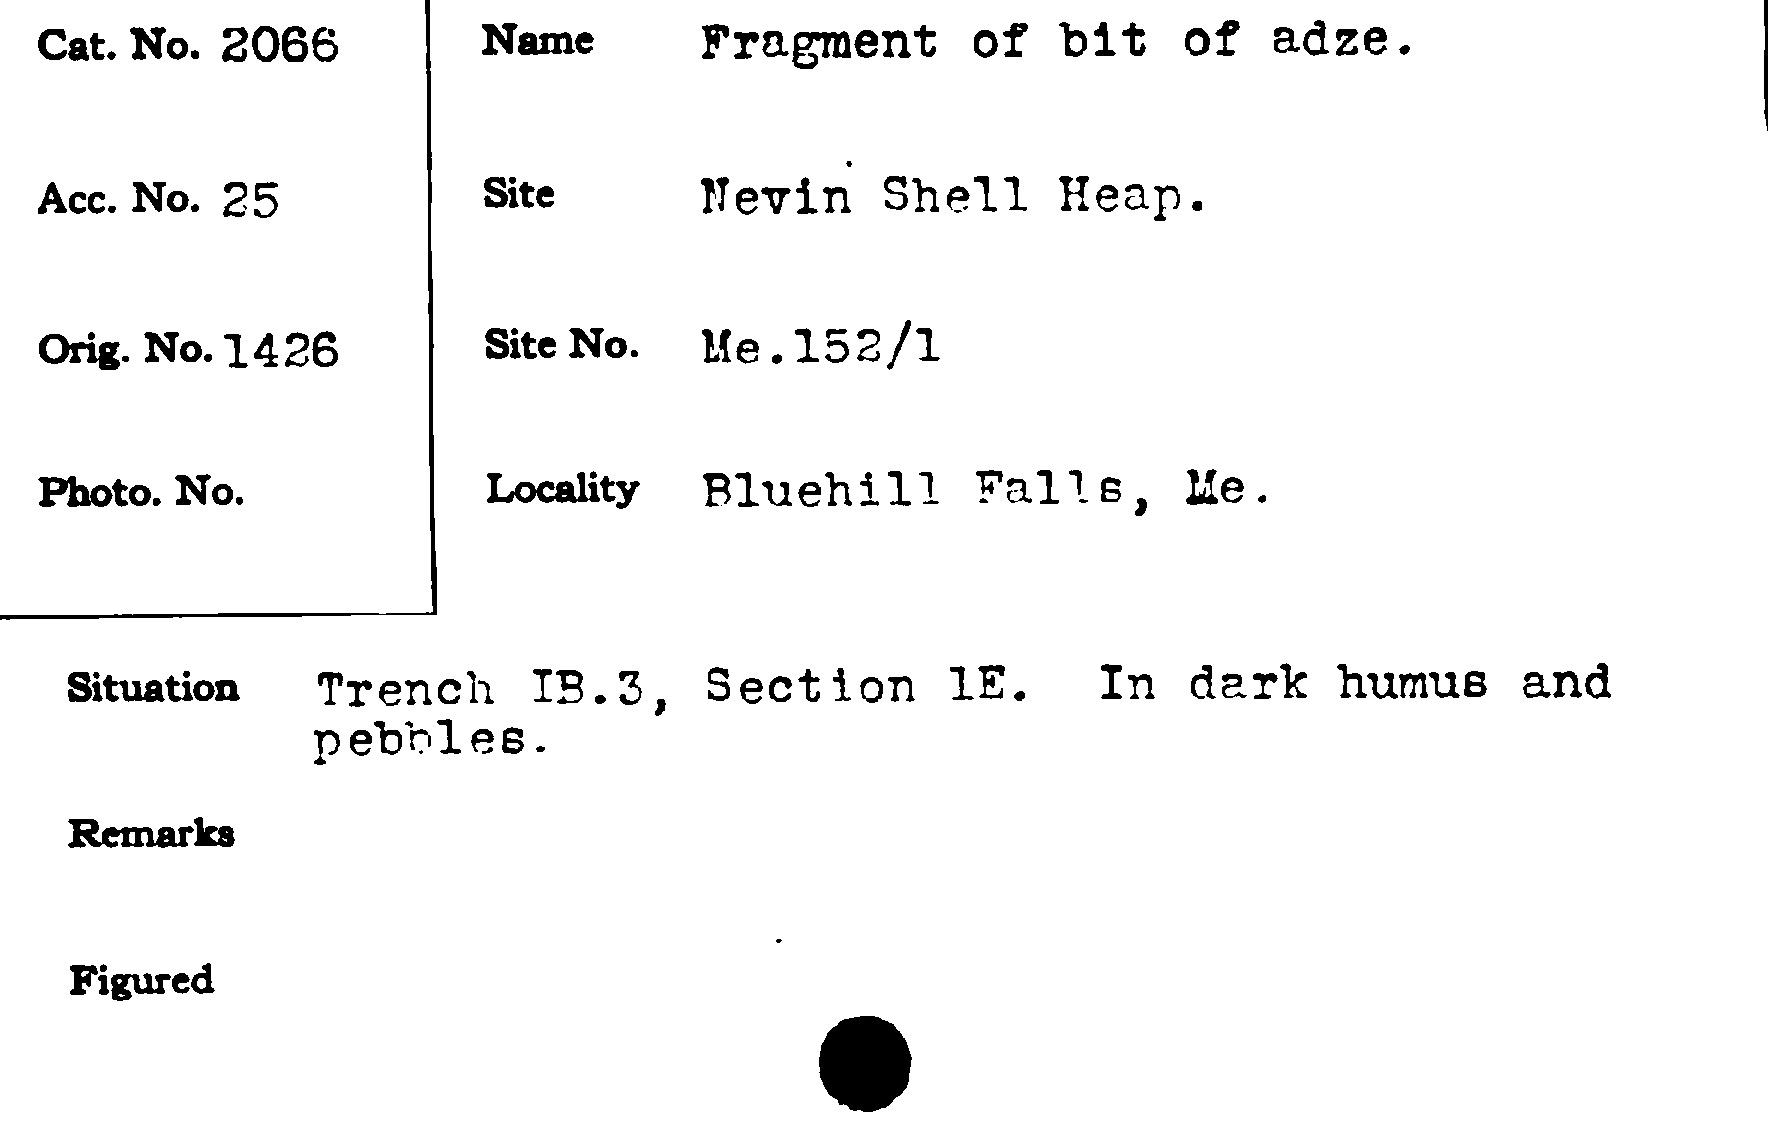 Cat. No. 2066
Name Fragment of bit of adze.
Acc. No. 25
Site Nevin Shell Heap.
Orig. No. 1426
Site No. Me.152/1
Photo. No.
Locality Bluehill Falls, Me.
Situation Trench IB.3, Section 1E. In dark humus and
pebbles.
Remarks
Figured